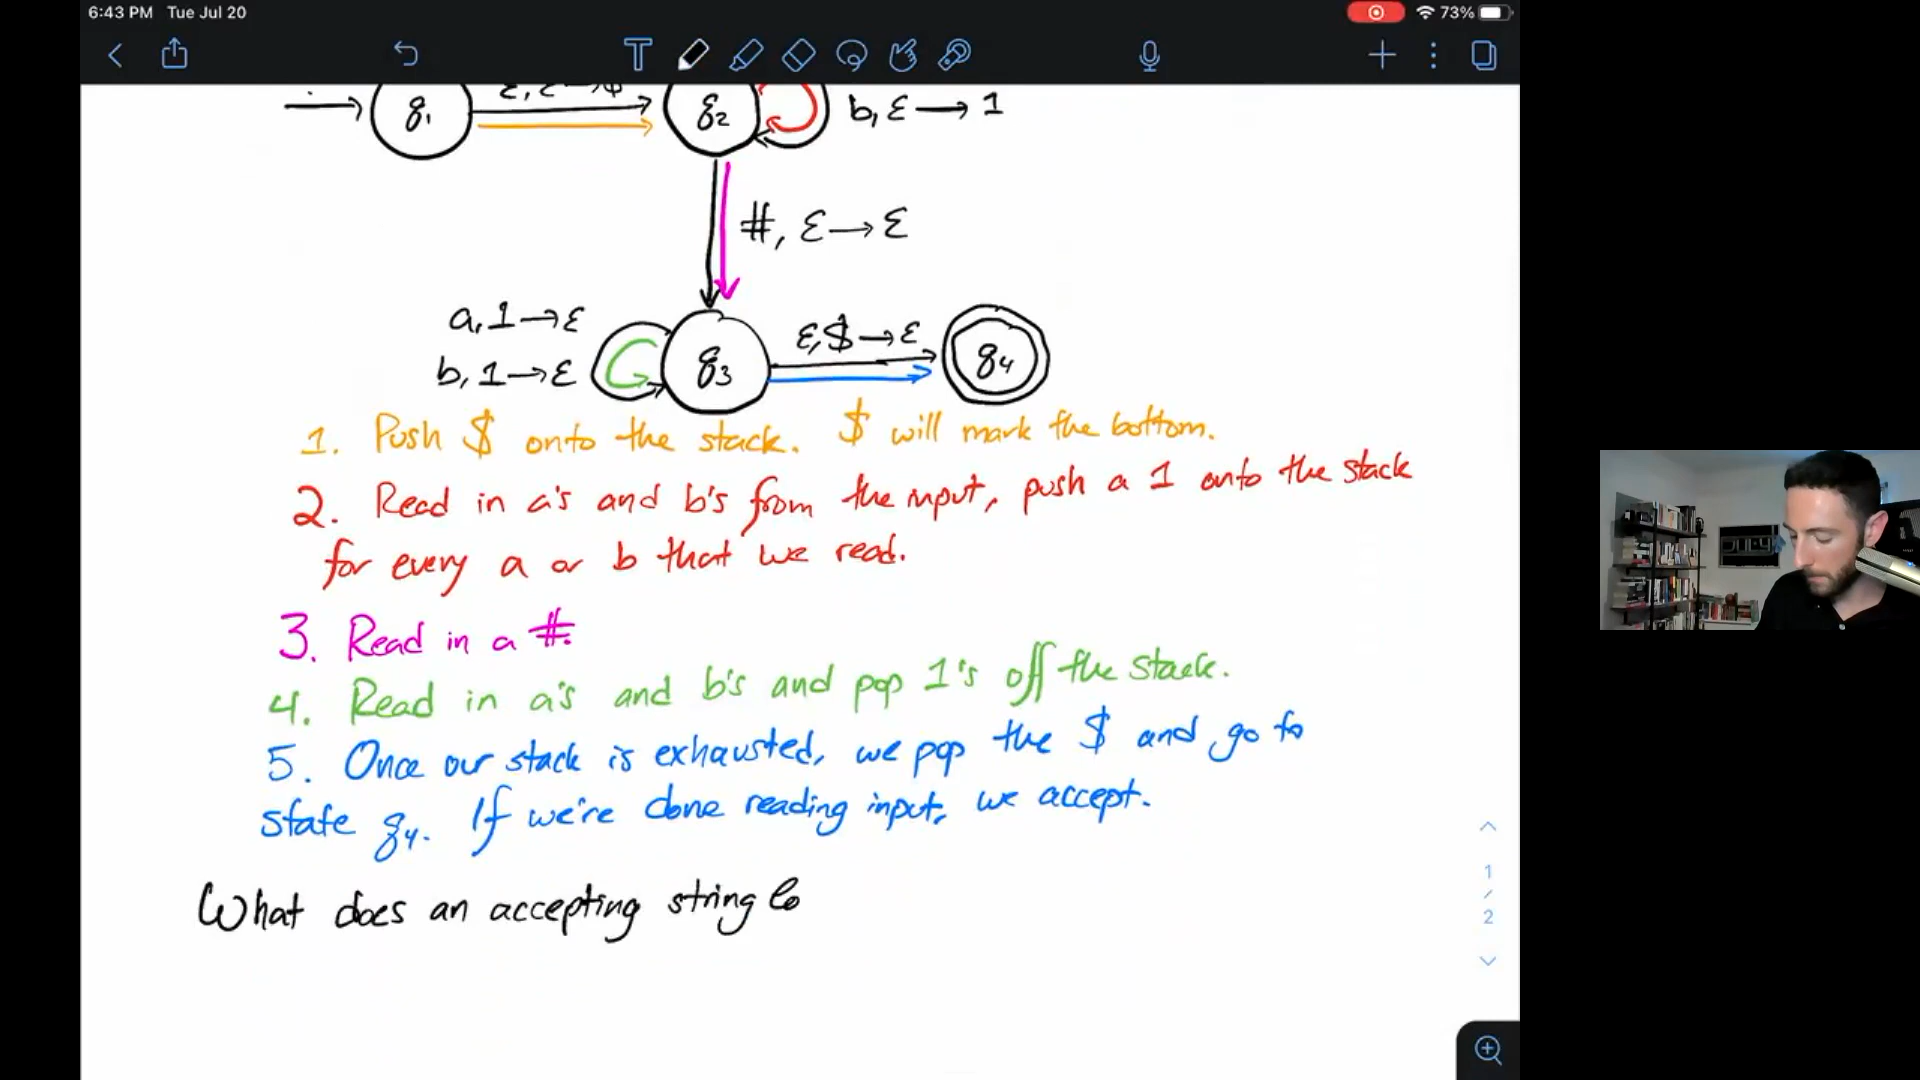 6:43 PM Tue Jul 20
73%
q₁
ε, ε → $
q₂
b, ε → 1
#, ε → ε
a, 1 → ε
b, 1 → ε
q₃
ε, $ → ε
q₄
1. Push $ onto the stack. $ will mark the bottom.
2. Read in a's and b's from the input, push a 1 onto the stack
for every a or b that we read.
3. Read in a #.
4. Read in a's and b's and pop 1's off the stack.
5. Once our stack is exhausted, we pop the $ and go to
state q₄. If we're done reading input, we accept.
What does an accepting string lo
1
/
2